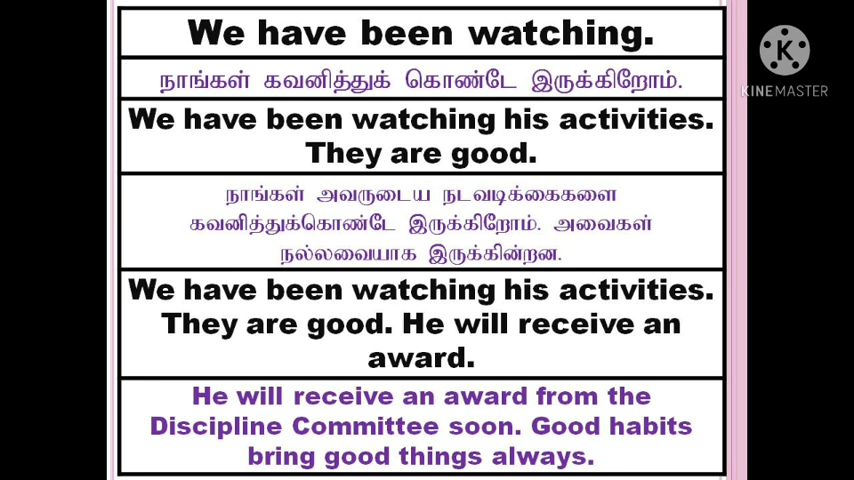 We have been watching.
நாங்கள் கவனித்துக் கொண்டே இருக்கிறோம்.
We have been watching his activities.
They are good.
நாங்கள் அவருடைய நடவடிக்கைகளை
கவனித்துக்கொண்டே இருக்கிறோம். அவைகள்
நல்லவையாக இருக்கின்றன.
We have been watching his activities.
They are good. He will receive an
award.
He will receive an award from the
Discipline Committee soon. Good habits
bring good things always.
K
KINEMASTER